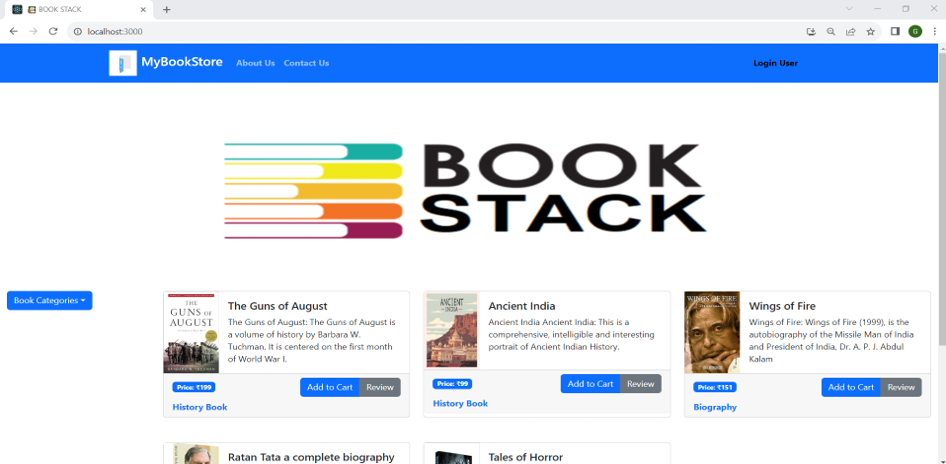 BOOK STACK
localhost:3000
G
MyBookStore
About Us
Contact Us
Login User
BOOK
STACK
Book Categories
THE
GUNS OF
AUGUST
The Guns of August
The Guns of August: The Guns of August is
a volume of history by Barbara W.
Tuchman. It is centered on the first month
of World War I.
Price: ₹199
Add to Cart
Review
History Book
ANCIENT
INDIA
Ancient India
Ancient India Ancient India: This is a
comprehensive, intelligible and interesting
portrait of Ancient Indian History.
Price: ₹99
Add to Cart
Review
History Book
WINGS OF FIRE
Wings of Fire
Wings of Fire: Wings of Fire (1999), is the
autobiography of the Missile Man of India
and President of India, Dr. A. P. J. Abdul
Kalam
Price: ₹151
Add to Cart
Review
Biography
Ratan Tata a complete biography
Tales of Horror